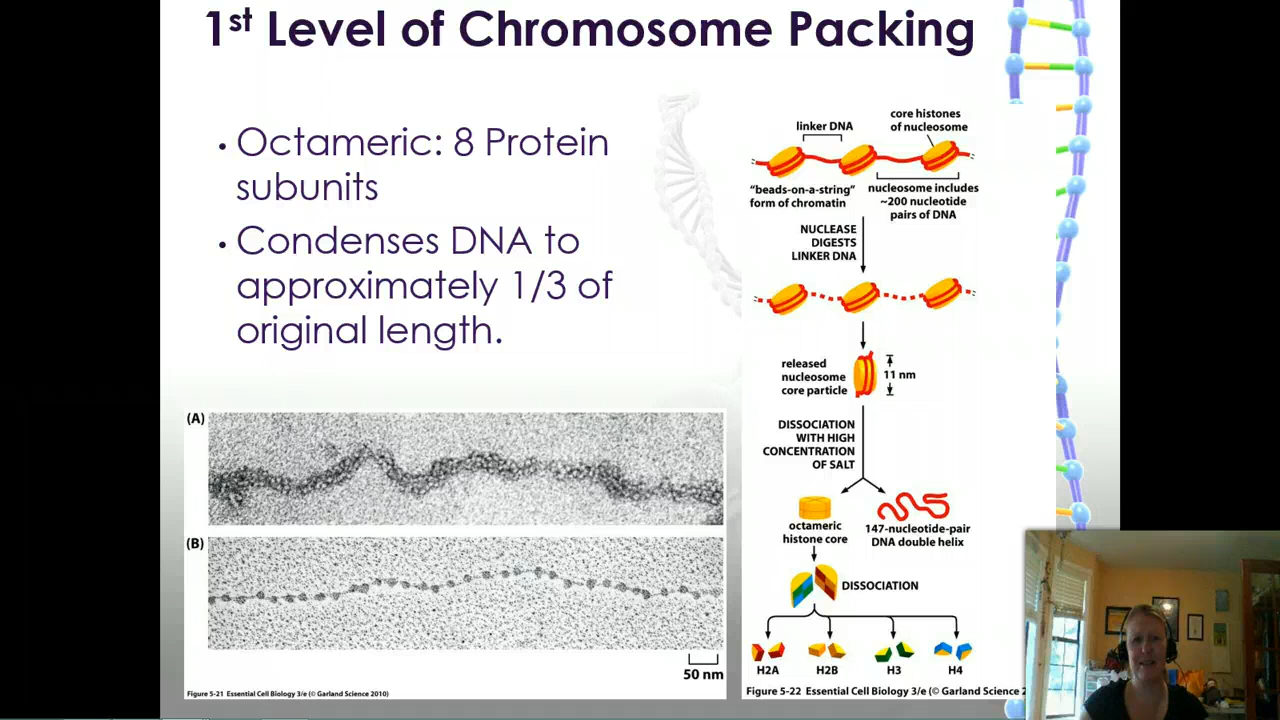 1st Level of Chromosome Packing
• Octameric: 8 Protein
subunits
• Condenses DNA to
approximately 1/3 of
original length.
(A)
(B)
50 nm
Figure 5-21 Essential Cell Biology 3/e (© Garland Science 2010)
linker DNA
core histones
of nucleosome
"beads-on-a-string"
form of chromatin
nucleosome includes
~200 nucleotide
pairs of DNA
NUCLEASE
DIGESTS
LINKER DNA
released
nucleosome
core particle
11 nm
DISSOCIATION
WITH HIGH
CONCENTRATION
OF SALT
octameric
histone core
147-nucleotide-pair
DNA double helix
DISSOCIATION
H2A H2B H3 H4
Figure 5-22 Essential Cell Biology 3/e (© Garland Science